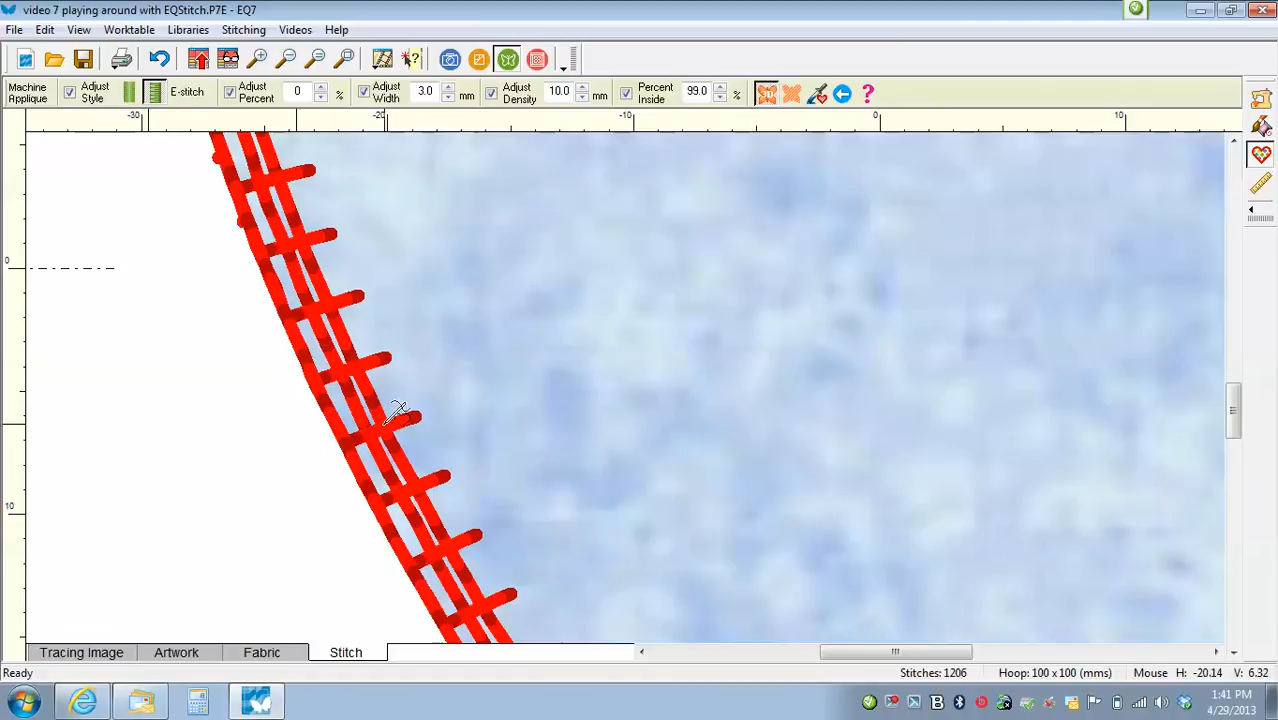 video 7 playing around with EQStitch.P7E - EQ7
File Edit View Worktable Libraries Stitching Videos Help
Machine Applique Adjust Style E-stitch Adjust Percent 0 % Adjust Width 3.0 mm Adjust Density 10.0 mm Percent Inside 99.0 %
-30 -20 -10 0 10
0
10
Tracing Image Artwork Fabric Stitch
Ready Stitches: 1206 Hoop: 100 x 100 (mms) Mouse H: -20.14 V: 6.32
1:41 PM
4/29/2013